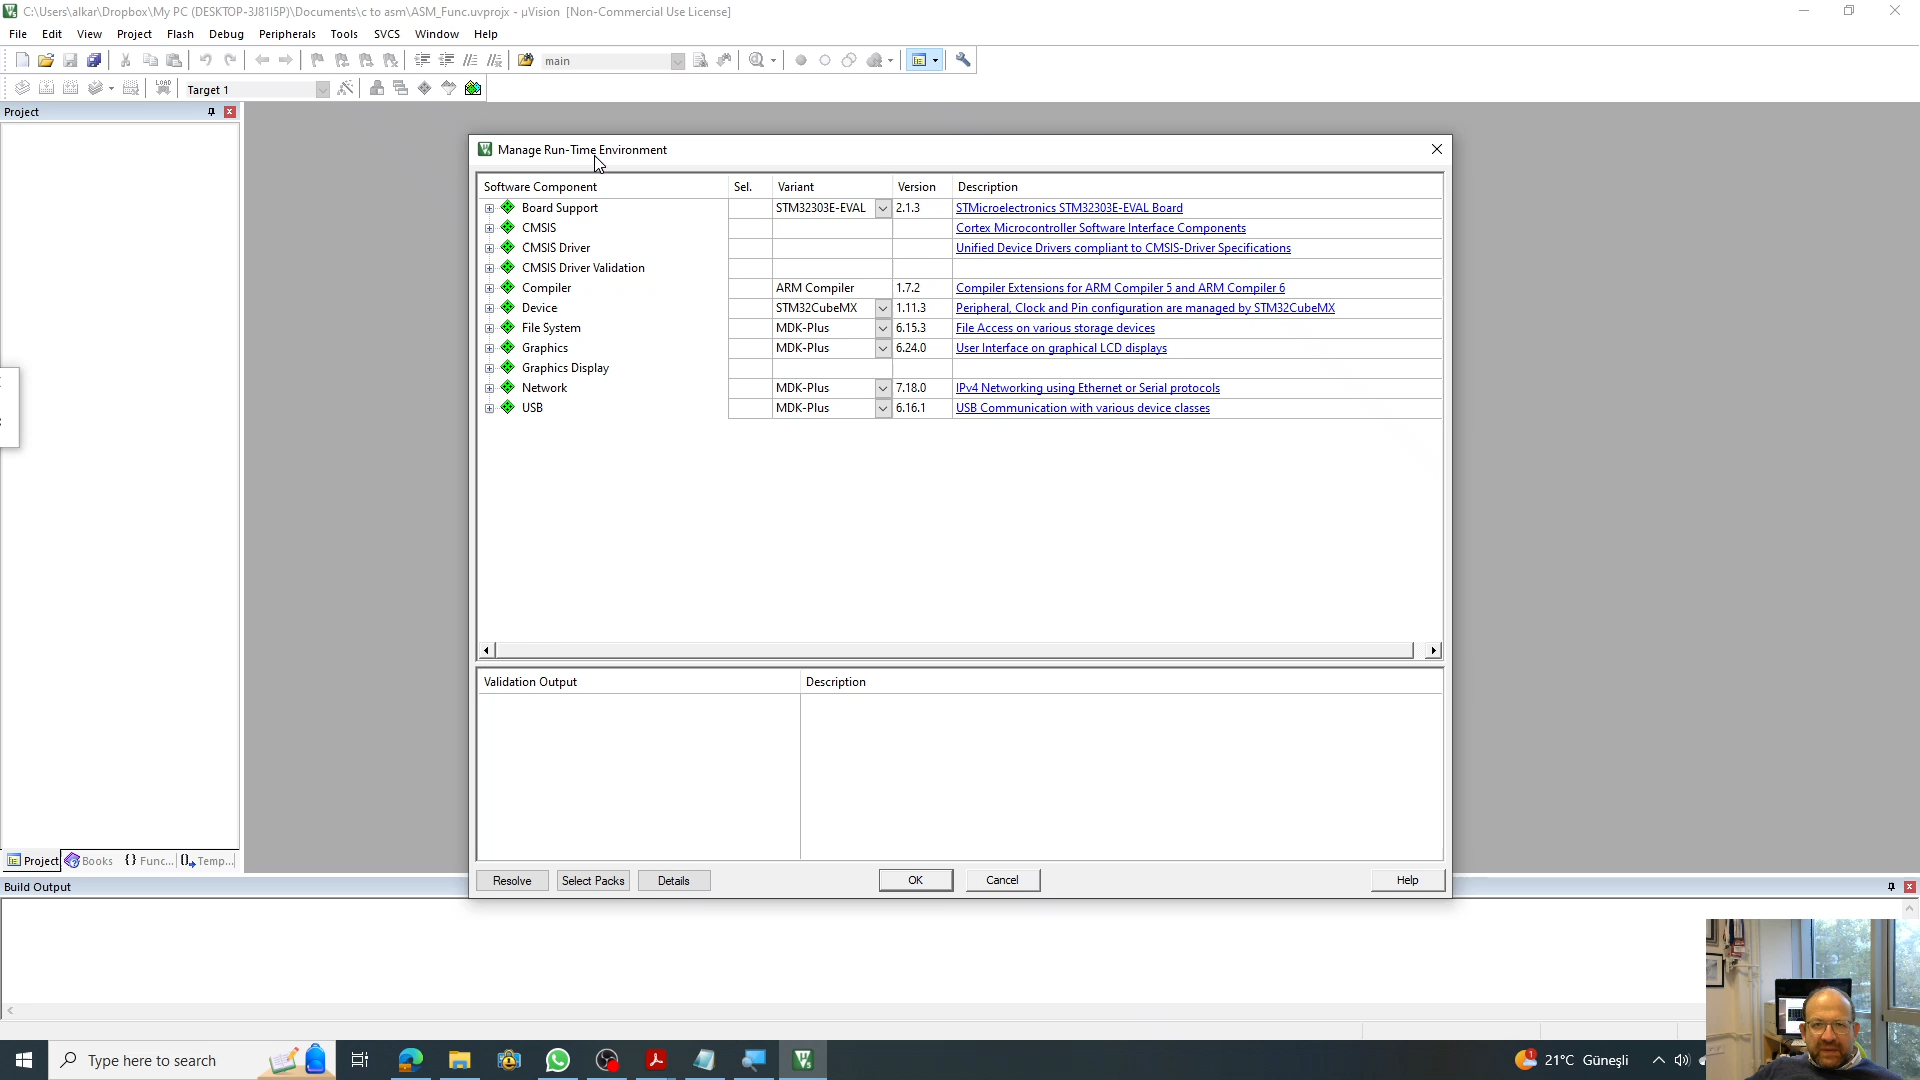 C:\Users\alkar\Dropbox\My PC (DESKTOP-3J81I5P)\Documents\c to asm\ASM_Func.uvprojx - µVision [Non-Commercial Use License]
File Edit View Project Flash Debug Peripherals Tools SVCS Window Help
main
LOAD
Target 1
Project
Manage Run-Time Environment
Software Component Sel. Variant Version Description
Board Support STM32303E-EVAL 2.1.3 STMicroelectronics STM32303E-EVAL Board
CMSIS Cortex Microcontroller Software Interface Components
CMSIS Driver Unified Device Drivers compliant to CMSIS-Driver Specifications
CMSIS Driver Validation
Compiler ARM Compiler 1.7.2 Compiler Extensions for ARM Compiler 5 and ARM Compiler 6
Device STM32CubeMX 1.11.3 Peripheral, Clock and Pin configuration are managed by STM32CubeMX
File System MDK-Plus 6.15.3 File Access on various storage devices
Graphics MDK-Plus 6.24.0 User Interface on graphical LCD displays
Graphics Display
Network MDK-Plus 7.18.0 IPv4 Networking using Ethernet or Serial protocols
USB MDK-Plus 6.16.1 USB Communication with various device classes
Validation Output Description
Resolve Select Packs Details OK Cancel Help
Project Books {} Func... Temp...
Build Output
Type here to search
1 21°C Güneşli